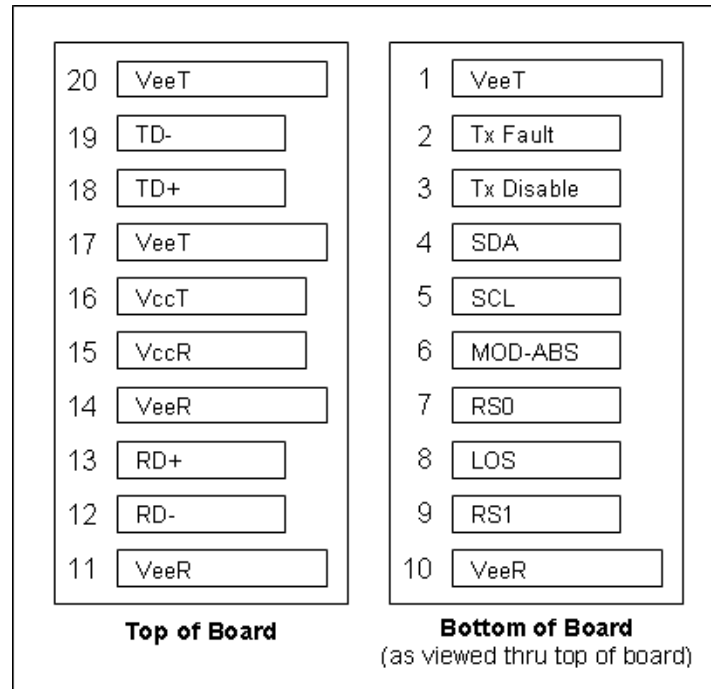 20 VeeT
19 TD-
18 TD+
17 VeeT
16 VccT
15 VccR
14 VeeR
13 RD+
12 RD-
11 VeeR
Top of Board
1 VeeT
2 Tx Fault
3 Tx Disable
4 SDA
5 SCL
6 MOD-ABS
7 RS0
8 LOS
9 RS1
10 VeeR
Bottom of Board
(as viewed thru top of board)